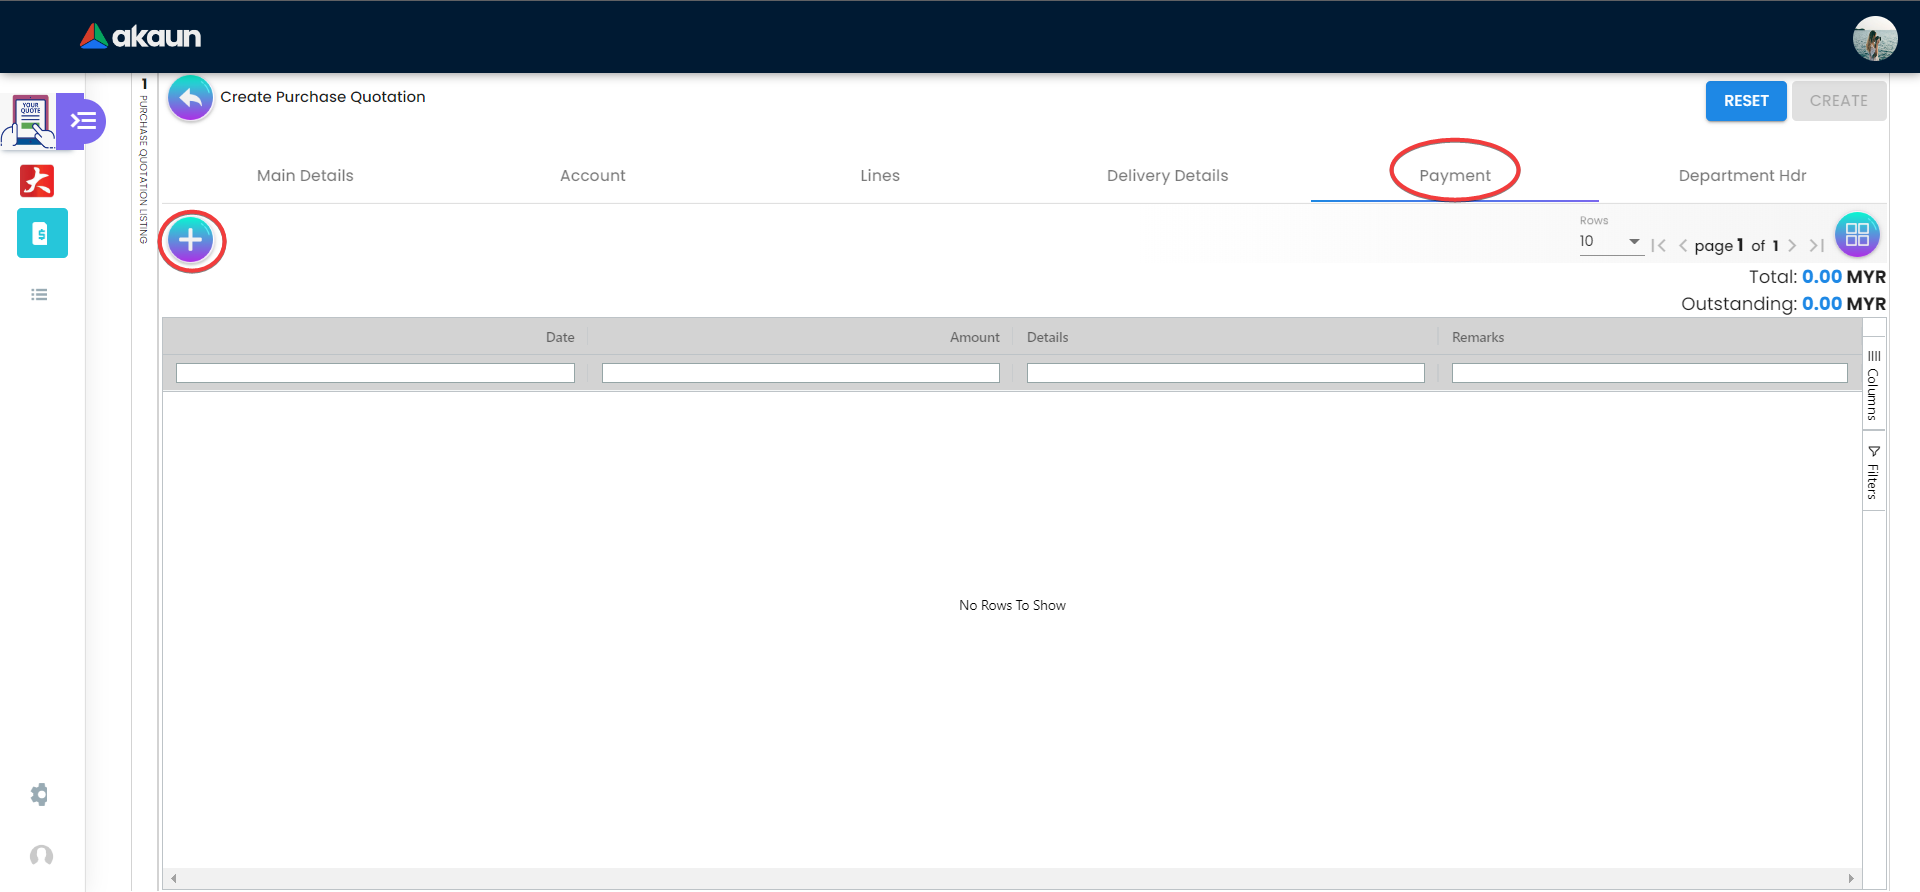 akaun
YOUR
QUOTE
1
PURCHASE QUOTATION LISTING
Create Purchase Quotation
RESET
CREATE
Main Details
Account
Lines
Delivery Details
Payment
Department Hdr
Rows
10
page 1 of 1
Total: 0.00 MYR
Outstanding: 0.00 MYR
Date
Amount
Details
Remarks
Columns
Filters
No Rows To Show